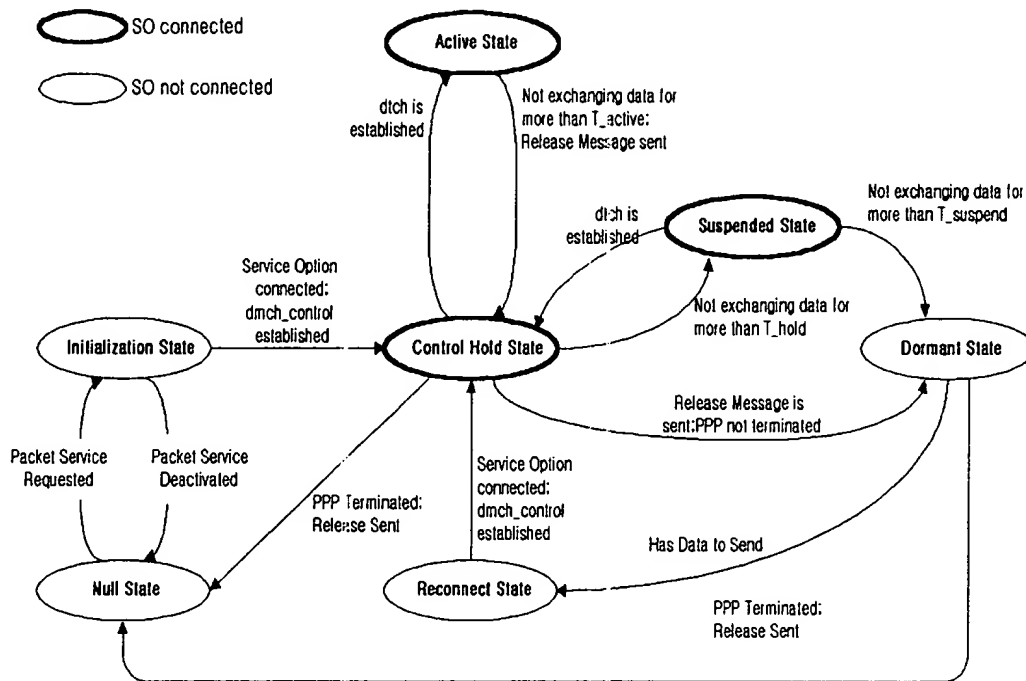 SO connected
SO not connected
Active State
dtch is
established
Not exchanging data for
more than T_active;
Release Message sent
dtch is
established
Suspended State
Not exchanging data for
more than T_suspend
Service Option
connected;
dmch_control
established
Not exchanging data for
more than T_hold
Initialization State
Control Hold State
Dormant State
Release Message is
sent;PPP not terminated
Packet Service
Requested
Packet Service
Deactivated
Service Option
connected;
dmch_control
established
PPP Terminated;
Release Sent
Has Data to Send
Null State
Reconnect State
PPP Terminated;
Release Sent